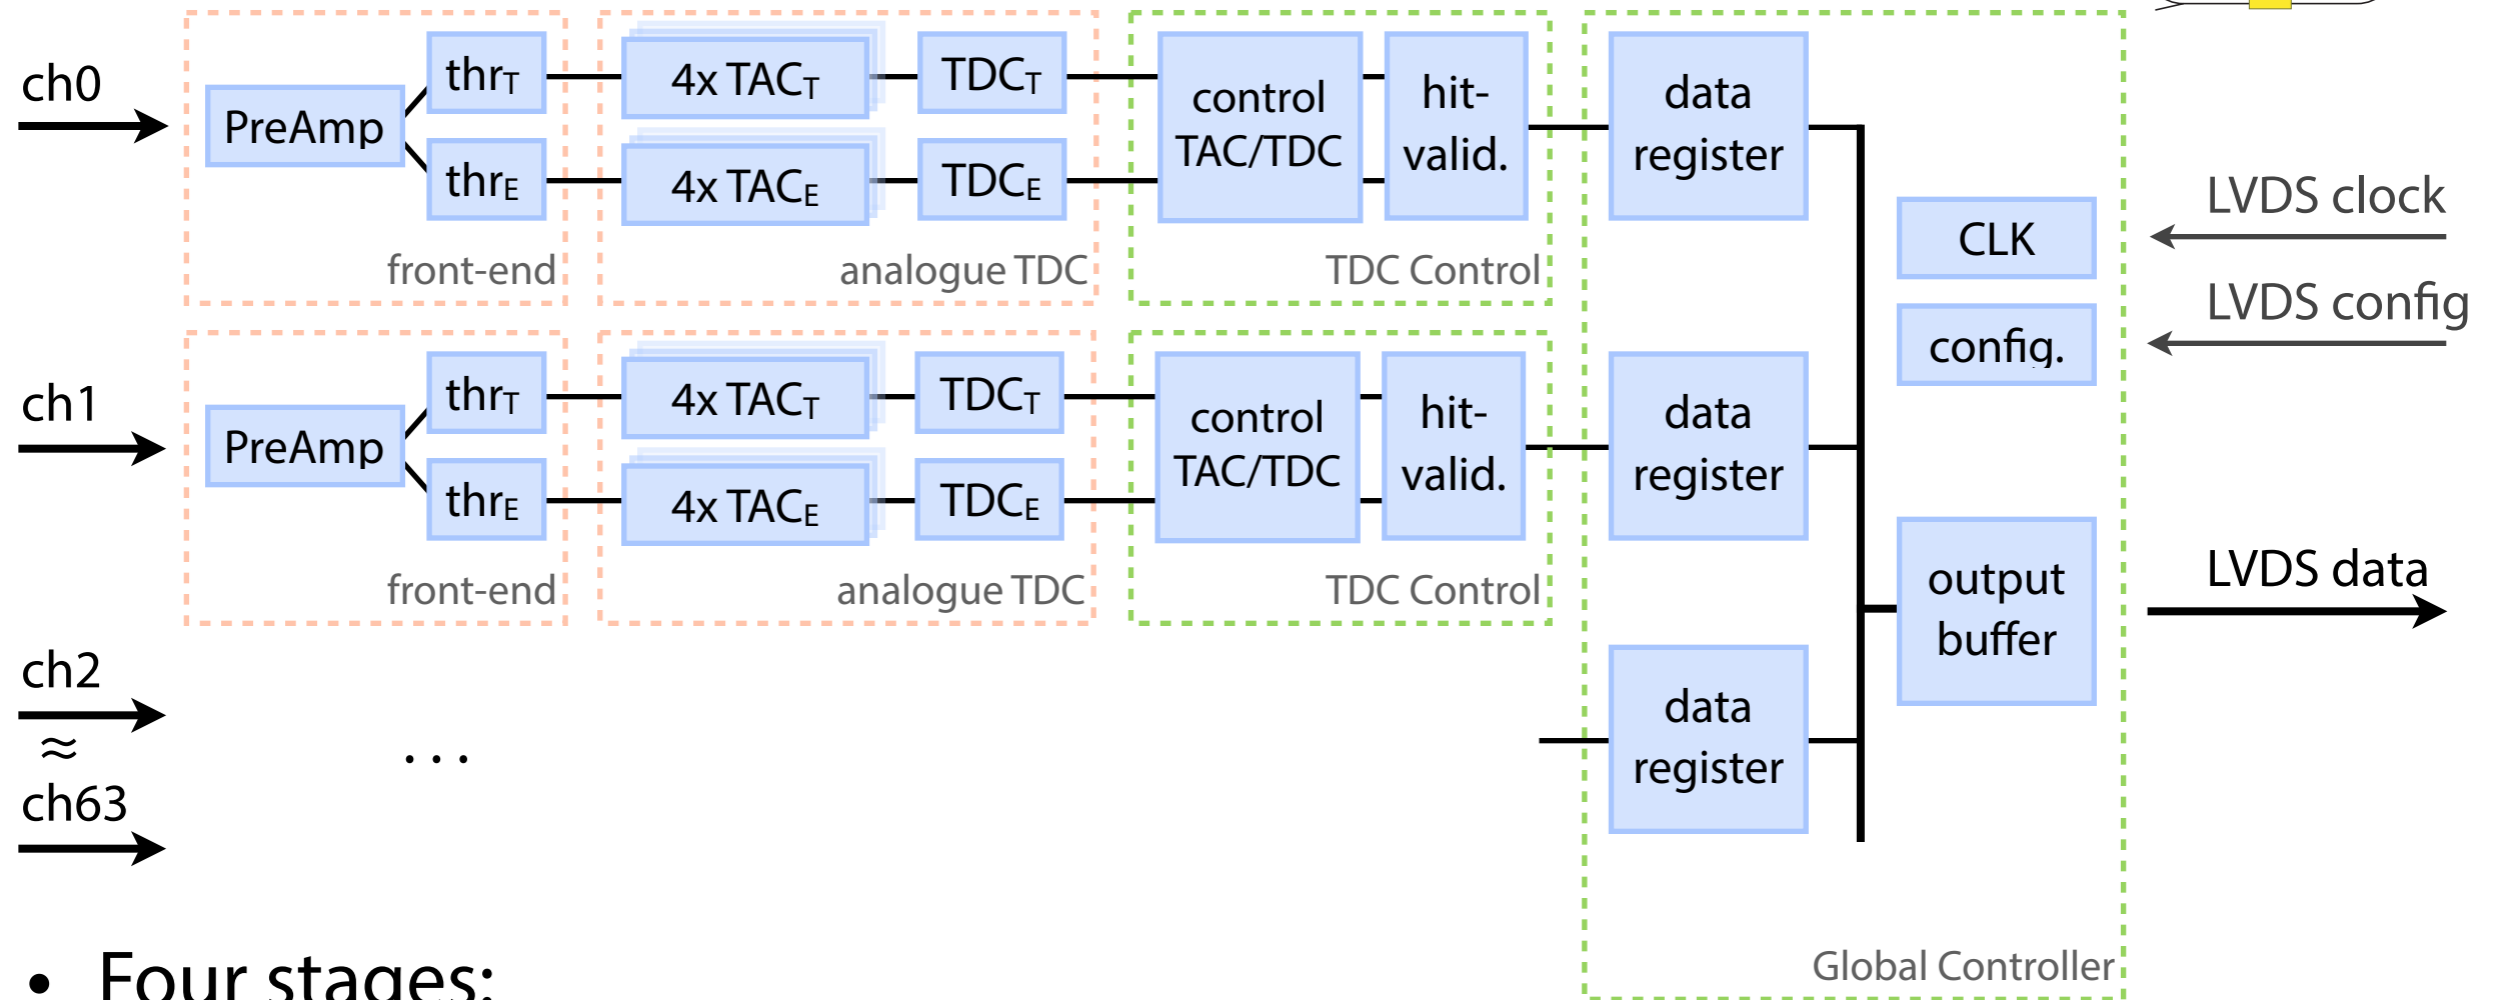 ch0
PreAmp
thrT
thrE
4x TACT
4x TACE
TDCT
TDCE
control
TAC/TDC
hit-
valid.
data
register
front-end
analogue TDC
TDC Control
CLK
config.
LVDS clock
LVDS config
ch1
PreAmp
thrT
thrE
4x TACT
4x TACE
TDCT
TDCE
control
TAC/TDC
hit-
valid.
data
register
front-end
analogue TDC
TDC Control
output
buffer
LVDS data
ch2
≈
ch63
...
data
register
Global Controller
• Four stages: